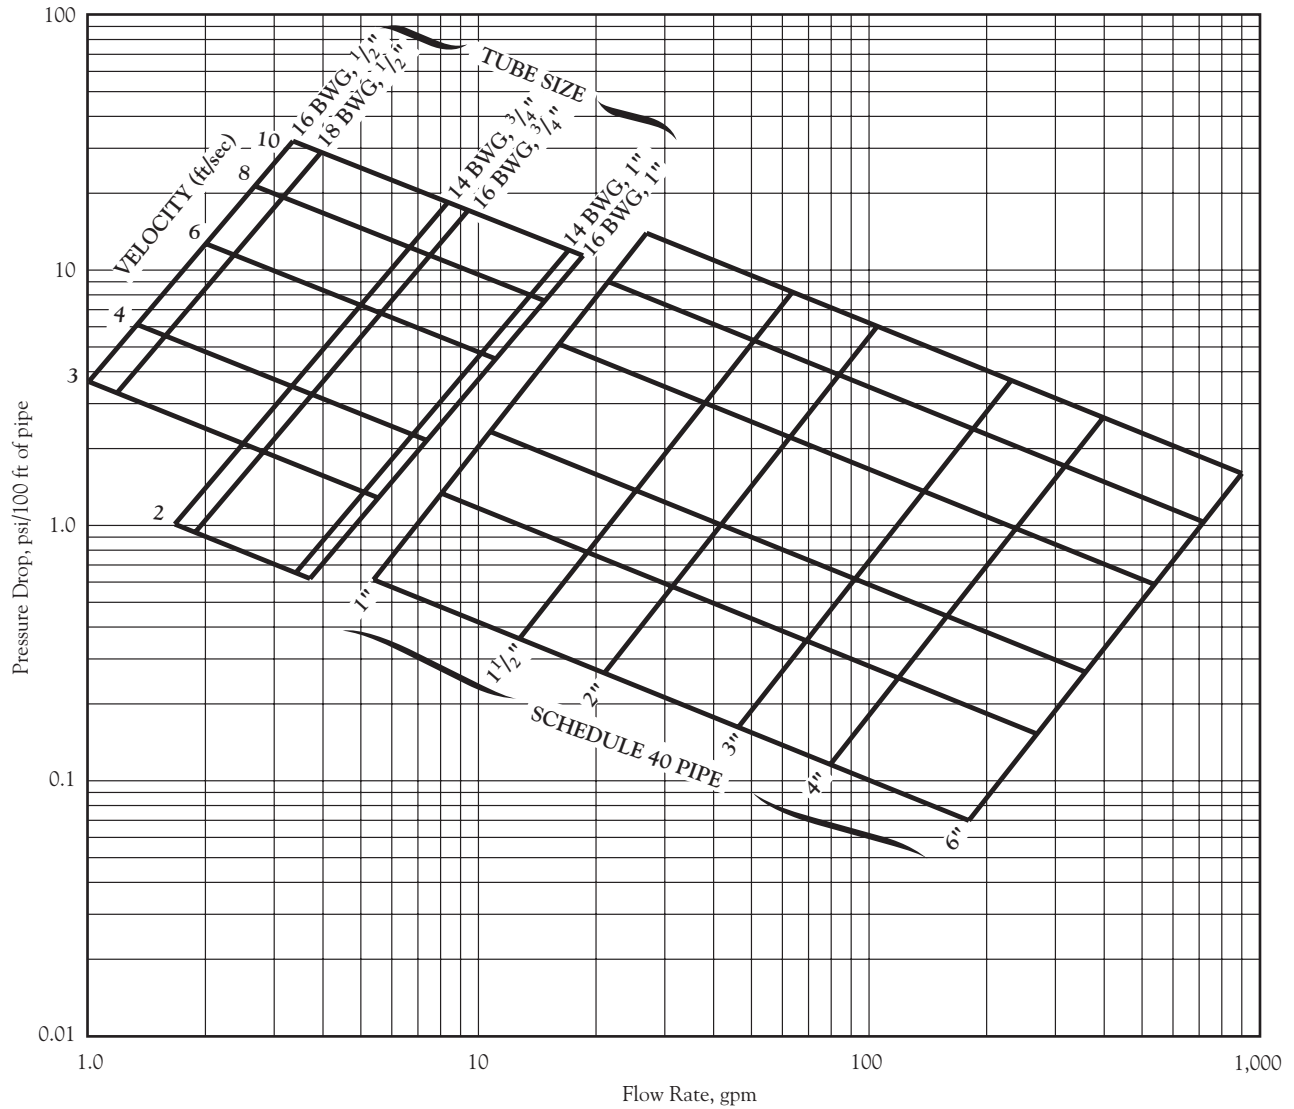 100
10
3
1.0
0.1
0.01
Pressure Drop, psi/100 ft of pipe
1.0
10
100
1,000
Flow Rate, gpm
VELOCITY (ft/sec)
10
8
6
4
2
16 BWG, 1/2"
18 BWG, 1/2"
TUBE SIZE
14 BWG, 3/4"
16 BWG, 3/4"
14 BWG, 1"
16 BWG, 1"
1"
1 1/2"
2"
3"
4"
6"
SCHEDULE 40 PIPE